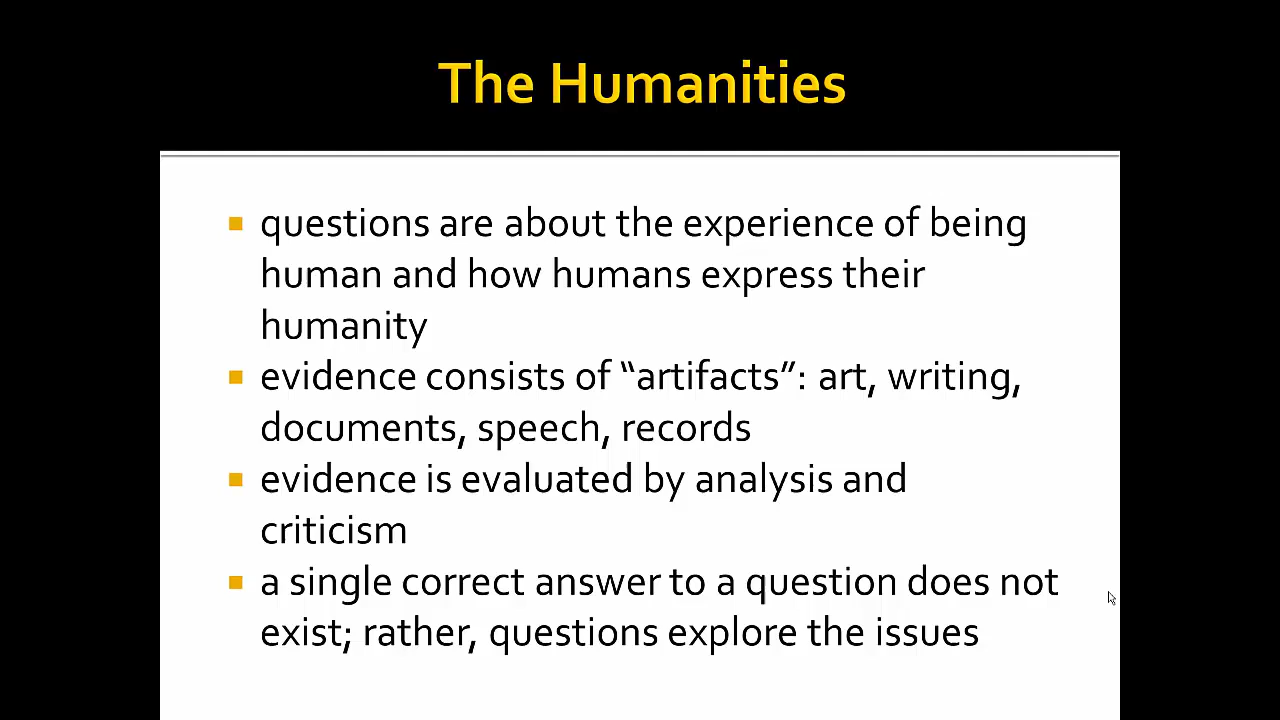 The Humanities
questions are about the experience of being
human and how humans express their
humanity
evidence consists of “artifacts”: art, writing,
documents, speech, records
evidence is evaluated by analysis and
criticism
a single correct answer to a question does not
exist; rather, questions explore the issues